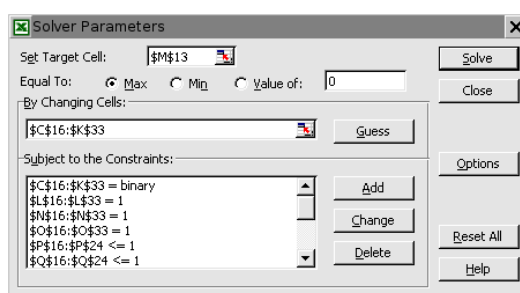 Solver Parameters
Set Target Cell: $M$13
Solve
Equal To: Max Min Value of: 0
Close
By Changing Cells:
$C$16:$K$33
Guess
Subject to the Constraints:
Options
$C$16:$K$33 = binary
Add
$L$16:$L$33 = 1
$N$16:$N$33 = 1
Change
$O$16:$O$33 = 1
Reset All
$P$16:$P$24 <= 1
Delete
$Q$16:$Q$24 <= 1
Help